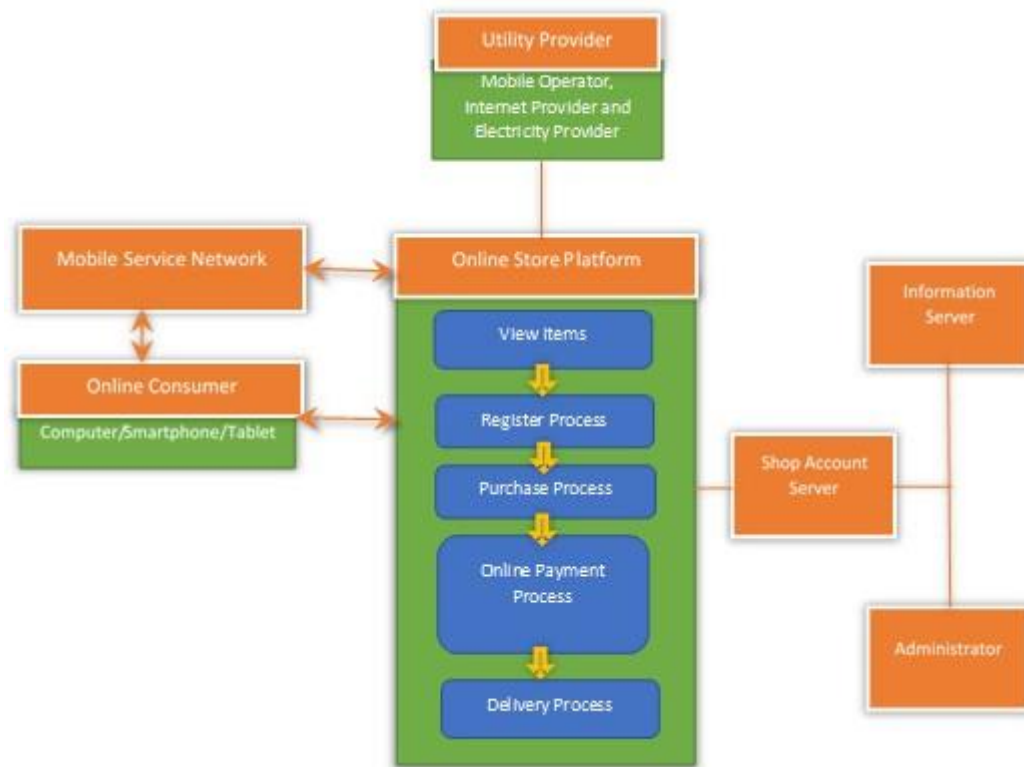 Utility Provider
Mobile Operator,
Internet Provider and
Electricity Provider
Mobile Service Network
Online Store Platform
Information
Server
View Items
Online Consumer
Computer/Smartphone/Tablet
Register Process
Shop Account
Server
Purchase Process
Online Payment
Process
Administrator
Delivery Process